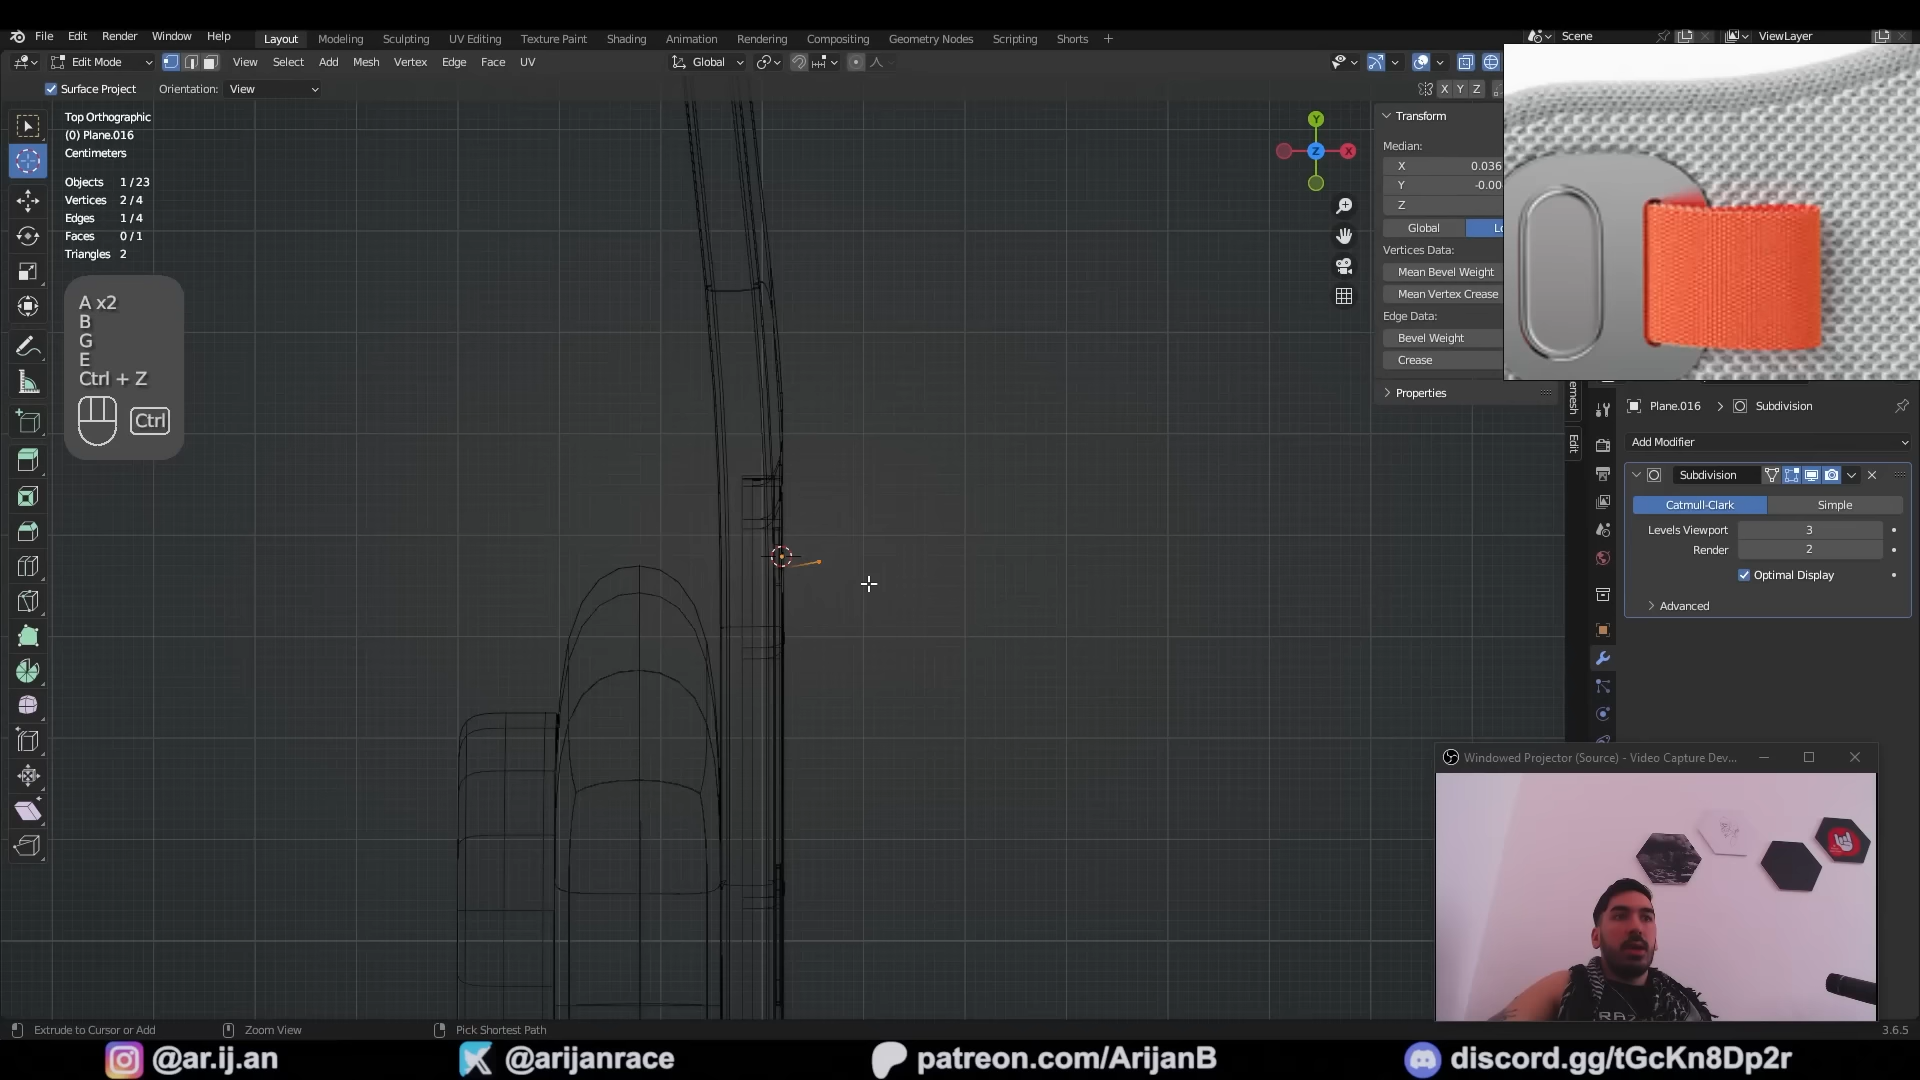 File Edit Render Window Help Layout Modeling Sculpting UV Editing Texture Paint Shading Animation Rendering Compositing Geometry Nodes Scripting Shorts + Scene ViewLayer
Edit Mode View Select Add Mesh Vertex Edge Face UV Global
Surface Project Orientation: View X Y Z
Top Orthographic
(0) Plane.016
Centimeters
Objects 1/23
Vertices 2/4
Edges 1/4
Faces 0/1
Triangles 2
A x2
B
G
E
Ctrl + Z
Ctrl
Y
Z X
Transform
Median:
X 0.036
Y -0.00
Z
Global Lo
Vertices Data:
Mean Bevel Weight
Mean Vertex Crease
Edge Data:
Bevel Weight
Crease
Properties
Edit
Plane.016 > Subdivision
Add Modifier
Subdivision
Catmull-Clark Simple
Levels Viewport 3
Render 2
Optimal Display
Advanced
Windowed Projector (Source) - Video Capture Dev...
Extrude to Cursor or Add Zoom View Pick Shortest Path 3.6.5
@ar.ij.an @arijanrace patreon.com/ArijanB discord.gg/tGcKn8Dp2r